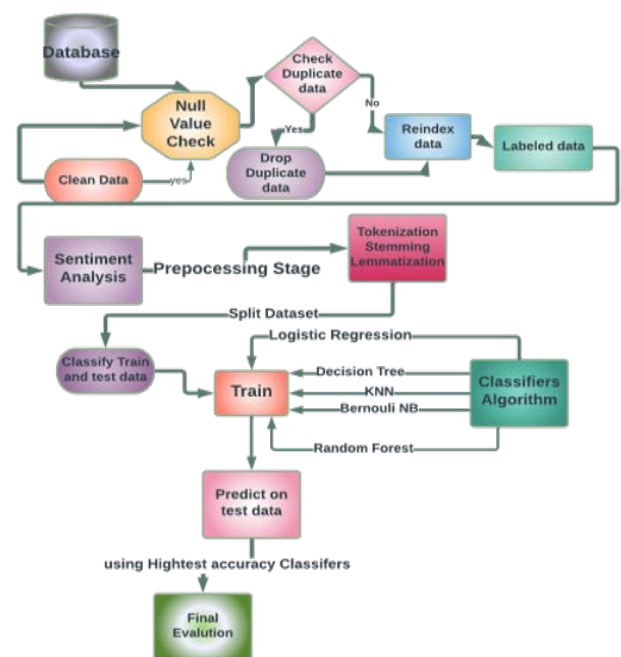 Database
Null
Value
Check
Check
Duplicate
data
No
Yes
Drop
Duplicate
data
Reindex
data
Labeled data
Clean Data
yes
Sentiment
Analysis
Prepocessing Stage
Tokenization
Stemming
Lemmatization
Split Dataset
Classify Train
and test data
Logistic Regression
Decision Tree
KNN
Bernouli NB
Random Forest
Train
Classifiers
Algorithm
Predict on
test data
using Hightest accuracy Classifers
Final
Evalution